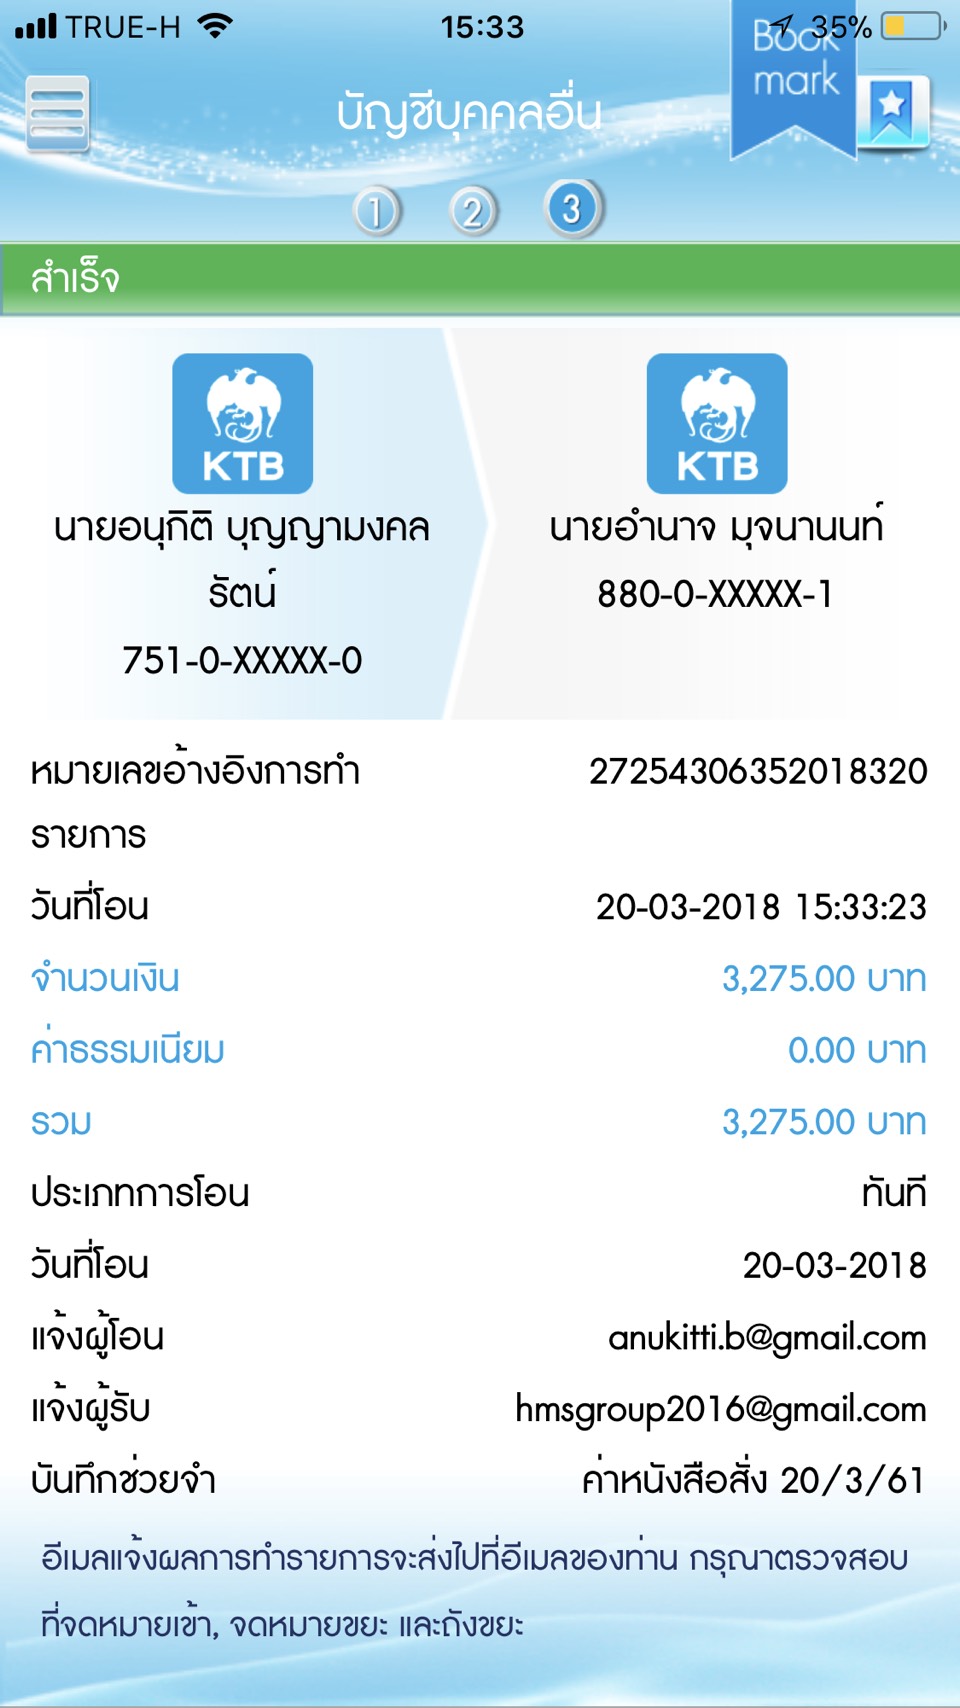 TRUE-H 15:33 35%
Book
mark
บัญชีบุคคลอื่น
1 2 3
สำเร็จ
KTB
นายอนุกิติ บุญญามงคล
รัตน์
751-0-XXXXX-0
KTB
นายอำนาจ มุจนานนท์
880-0-XXXXX-1
หมายเลขอ้างอิงการทำ
รายการ
27254306352018320
วันที่โอน 20-03-2018 15:33:23
จำนวนเงิน 3,275.00 บาท
ค่าธรรมเนียม 0.00 บาท
รวม 3,275.00 บาท
ประเภทการโอน ทันที
วันที่โอน 20-03-2018
แจ้งผู้โอน anukitti.b@gmail.com
แจ้งผู้รับ hmsgroup2016@gmail.com
บันทึกช่วยจำ ค่าหนังสือสั่ง 20/3/61
อีเมลแจ้งผลการทำรายการจะส่งไปที่อีเมลของท่าน กรุณาตรวจสอบ
ที่จดหมายเข้า, จดหมายขยะ และถังขยะ